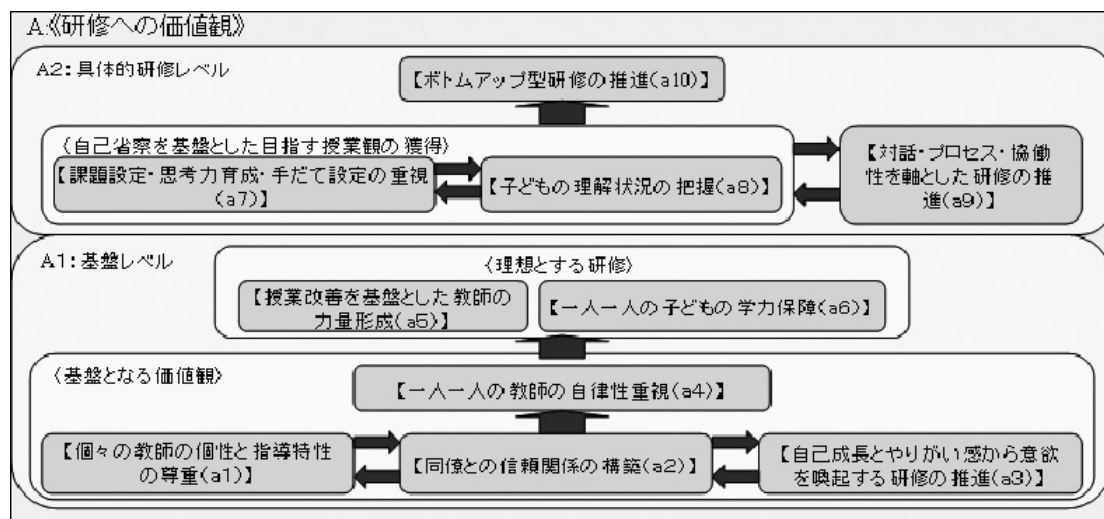 A:《研修への価値観》
A2:具体的研修レベル
【ボトムアップ型研修の推進(a10)】
〈自己省察を基盤とした目指す授業観の獲得〉
【課題設定・思考力育成・手だて設定の重視
(a7)】
【子どもの理解状況の把握(a8)】
【対話・プロセス・協働
性を軸とした研修の推
進(a9)】
A1:基盤レベル
〈理想とする研修〉
【授業改善を基盤とした教師の
力量形成(a5)】
【一人一人の子どもの学力保障(a6)】
〈基盤となる価値観〉
【一人一人の教師の自律性重視(a4)】
【個々の教師の個性と指導特性
の尊重(a1)】
【同僚との信頼関係の構築(a2)】
【自己成長とやりがい感から意欲
を喚起する研修の推進(a3)】